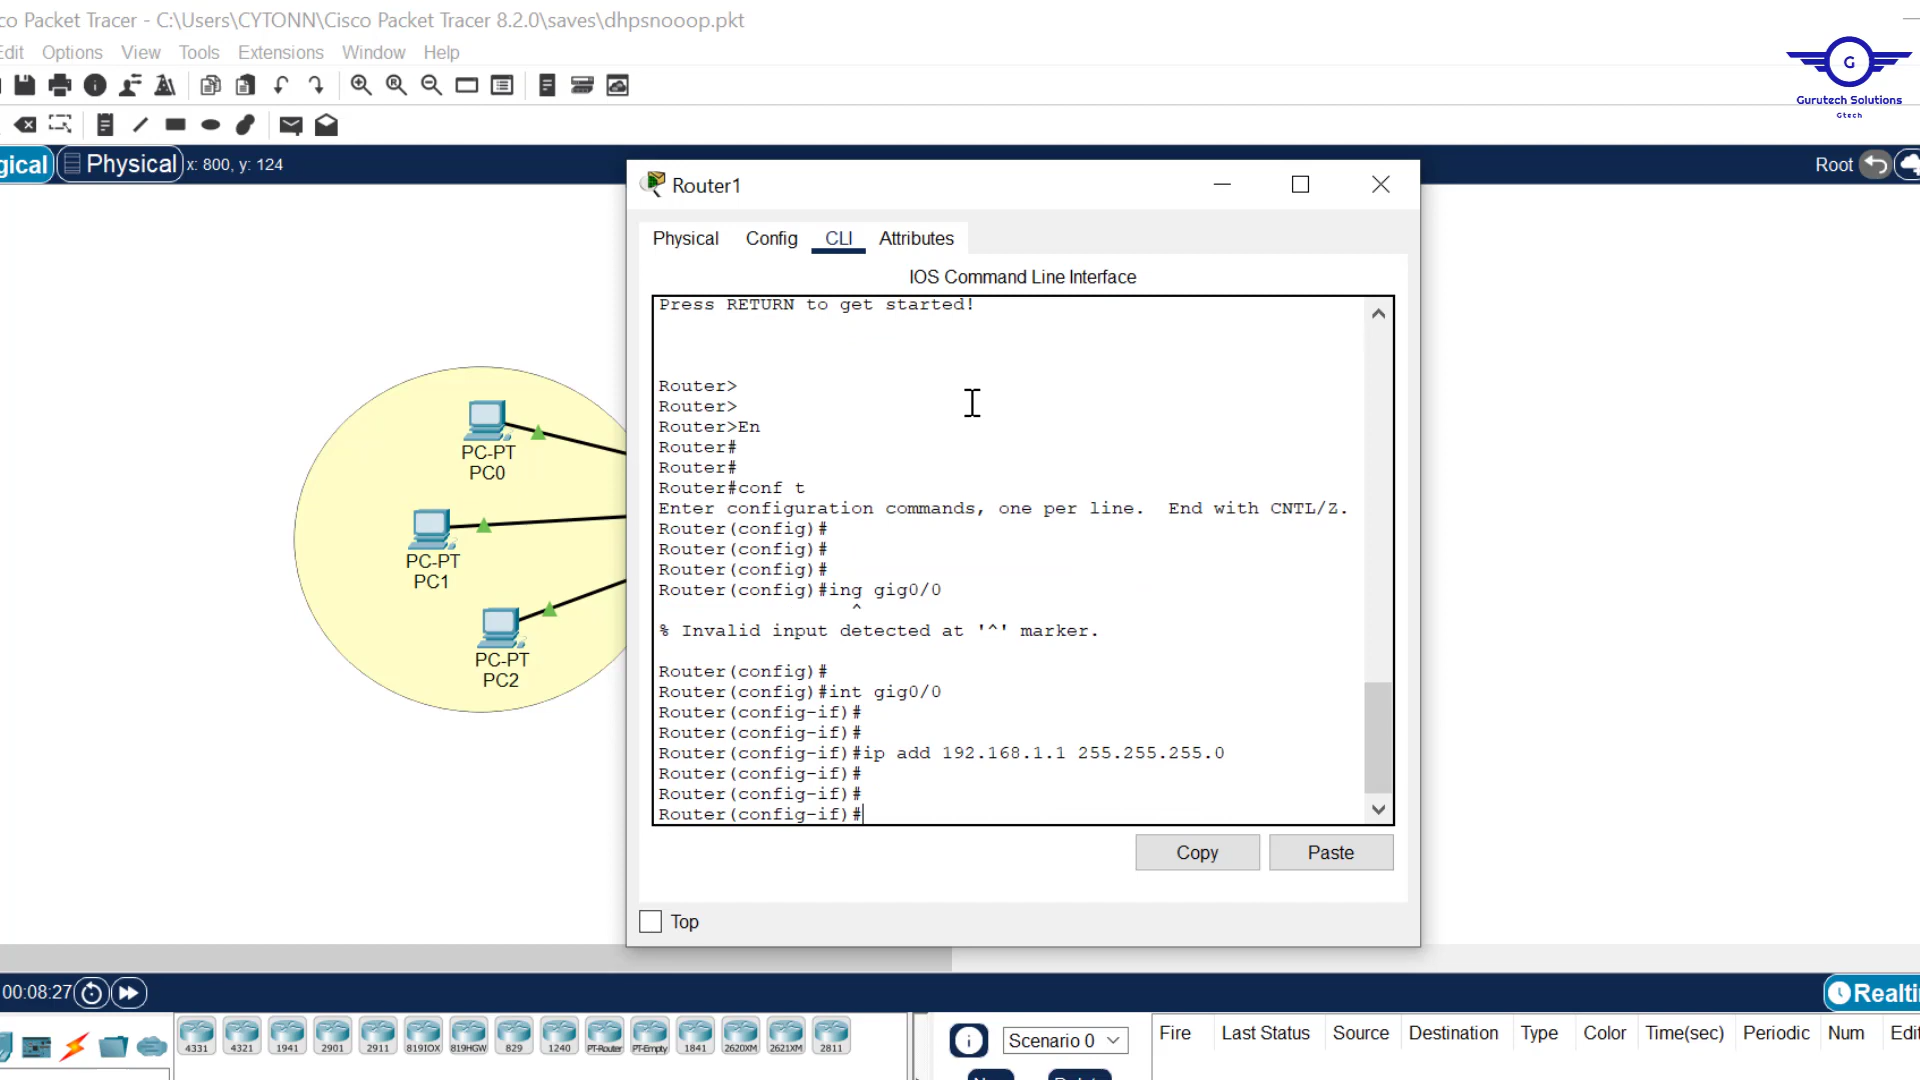 co Packet Tracer - C:\Users\CYTONN\Cisco Packet Tracer 8.2.0\saves\dhpsnooop.pkt
Edit Options View Tools Extensions Window Help
G
Gurutech Solutions
Gtech
gical Physical x: 800, y: 124
Root
Router1
Physical Config CLI Attributes
IOS Command Line Interface
Press RETURN to get started!
Router>
Router>
Router>En
Router#
Router#
Router#conf t
Enter configuration commands, one per line.  End with CNTL/Z.
Router(config)#
Router(config)#
Router(config)#
Router(config)#ing gig0/0
^
% Invalid input detected at '^' marker.
Router(config)#
Router(config)#int gig0/0
Router(config-if)#
Router(config-if)#
Router(config-if)#ip add 192.168.1.1 255.255.255.0
Router(config-if)#
Router(config-if)#
Router(config-if)#
Copy Paste
Top
PC-PT
PC0
PC-PT
PC1
PC-PT
PC2
00:08:27
Realti
4331 4321 1941 2901 2911 819IOX 819HGW 829 1240 PT-Router PT-Empty 1841 2620XM 2621XM 2811
Scenario 0
Fire Last Status Source Destination Type Color Time(sec) Periodic Num Edi